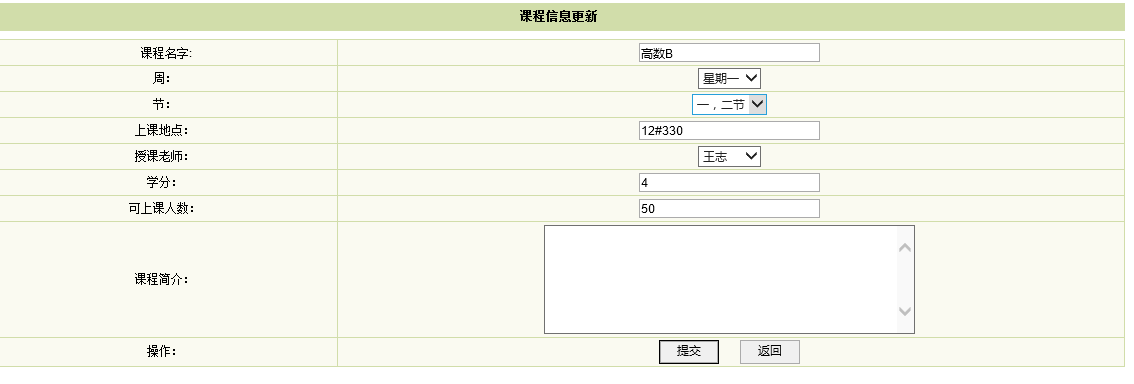 课程信息更新
课程名字: 高数B
周： 星期一
节： 一，二节
上课地点： 12#330
授课老师： 王志
学分： 4
可上课人数： 50
课程简介：
操作： 提交 返回